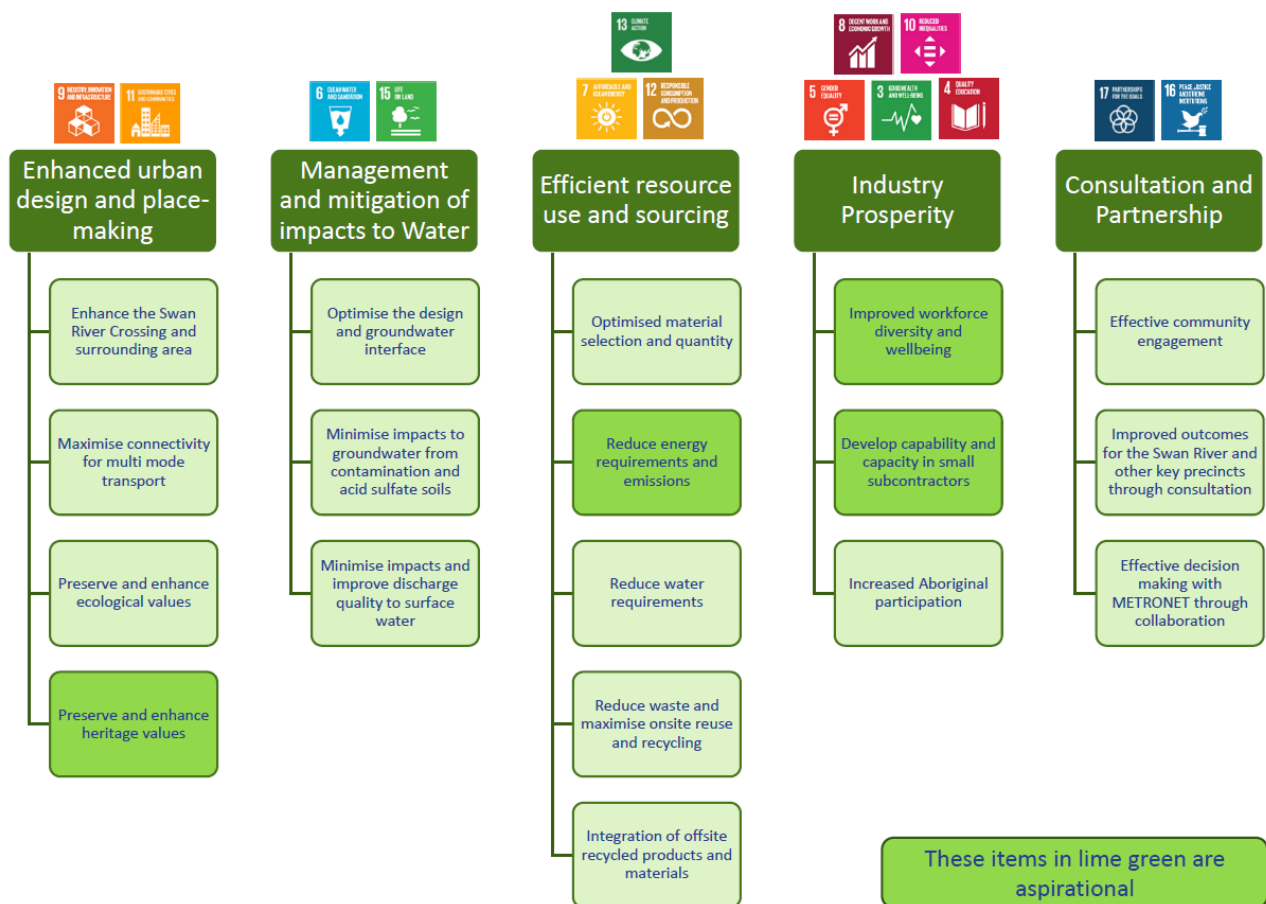 13 CLIMATE
ACTION
8 DECENT WORK AND
ECONOMIC GROWTH
10 REDUCED
INEQUALITIES
9 INDUSTRY, INNOVATION
AND INFRASTRUCTURE
11 SUSTAINABLE CITIES
AND COMMUNITIES
6 CLEAN WATER
AND SANITATION
15 LIFE
ON LAND
7 AFFORDABLE AND
CLEAN ENERGY
12 RESPONSIBLE
CONSUMPTION
AND PRODUCTION
5 GENDER
EQUALITY
3 GOOD HEALTH
AND WELL-BEING
4 QUALITY
EDUCATION
17 PARTNERSHIPS
FOR THE GOALS
16 PEACE, JUSTICE
AND STRONG
INSTITUTIONS
Enhanced urban
design and place-
making
Enhance the Swan
River Crossing and
surrounding area
Maximise connectivity
for multi mode
transport
Preserve and enhance
ecological values
Preserve and enhance
heritage values
Management
and mitigation of
impacts to Water
Optimise the design
and groundwater
interface
Minimise impacts to
groundwater from
contamination and
acid sulfate soils
Minimise impacts and
improve discharge
quality to surface
water
Efficient resource
use and sourcing
Optimised material
selection and quantity
Reduce energy
requirements and
emissions
Reduce water
requirements
Reduce waste and
maximise onsite reuse
and recycling
Integration of offsite
recycled products and
materials
Industry
Prosperity
Improved workforce
diversity and
wellbeing
Develop capability and
capacity in small
subcontractors
Increased Aboriginal
participation
Consultation and
Partnership
Effective community
engagement
Improved outcomes
for the Swan River and
other key precincts
through consultation
Effective decision
making with
METRONET through
collaboration
These items in lime green are
aspirational